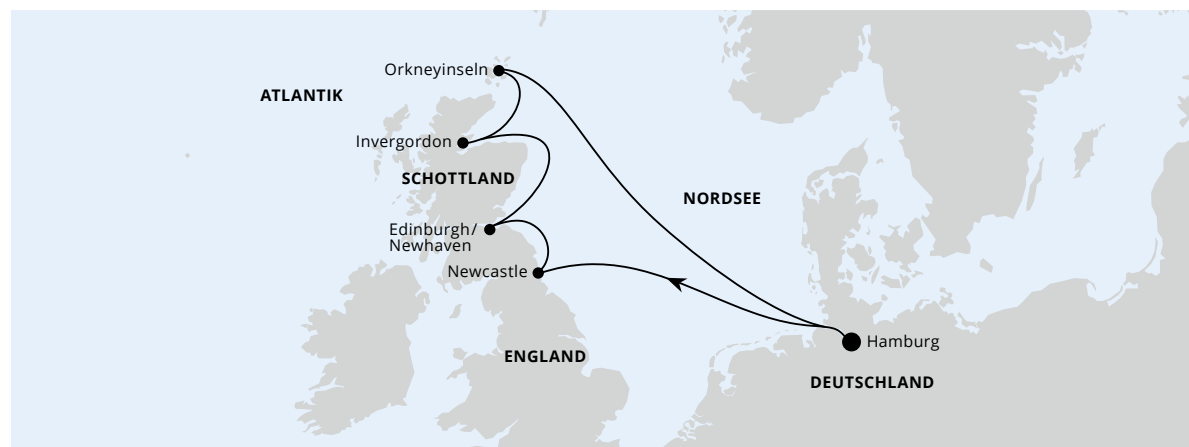 Orkneyinseln
ATLANTIK
Invergordon
SCHOTTLAND
NORDSEE
Edinburgh/
Newhaven
Newcastle
Hamburg
ENGLAND
DEUTSCHLAND